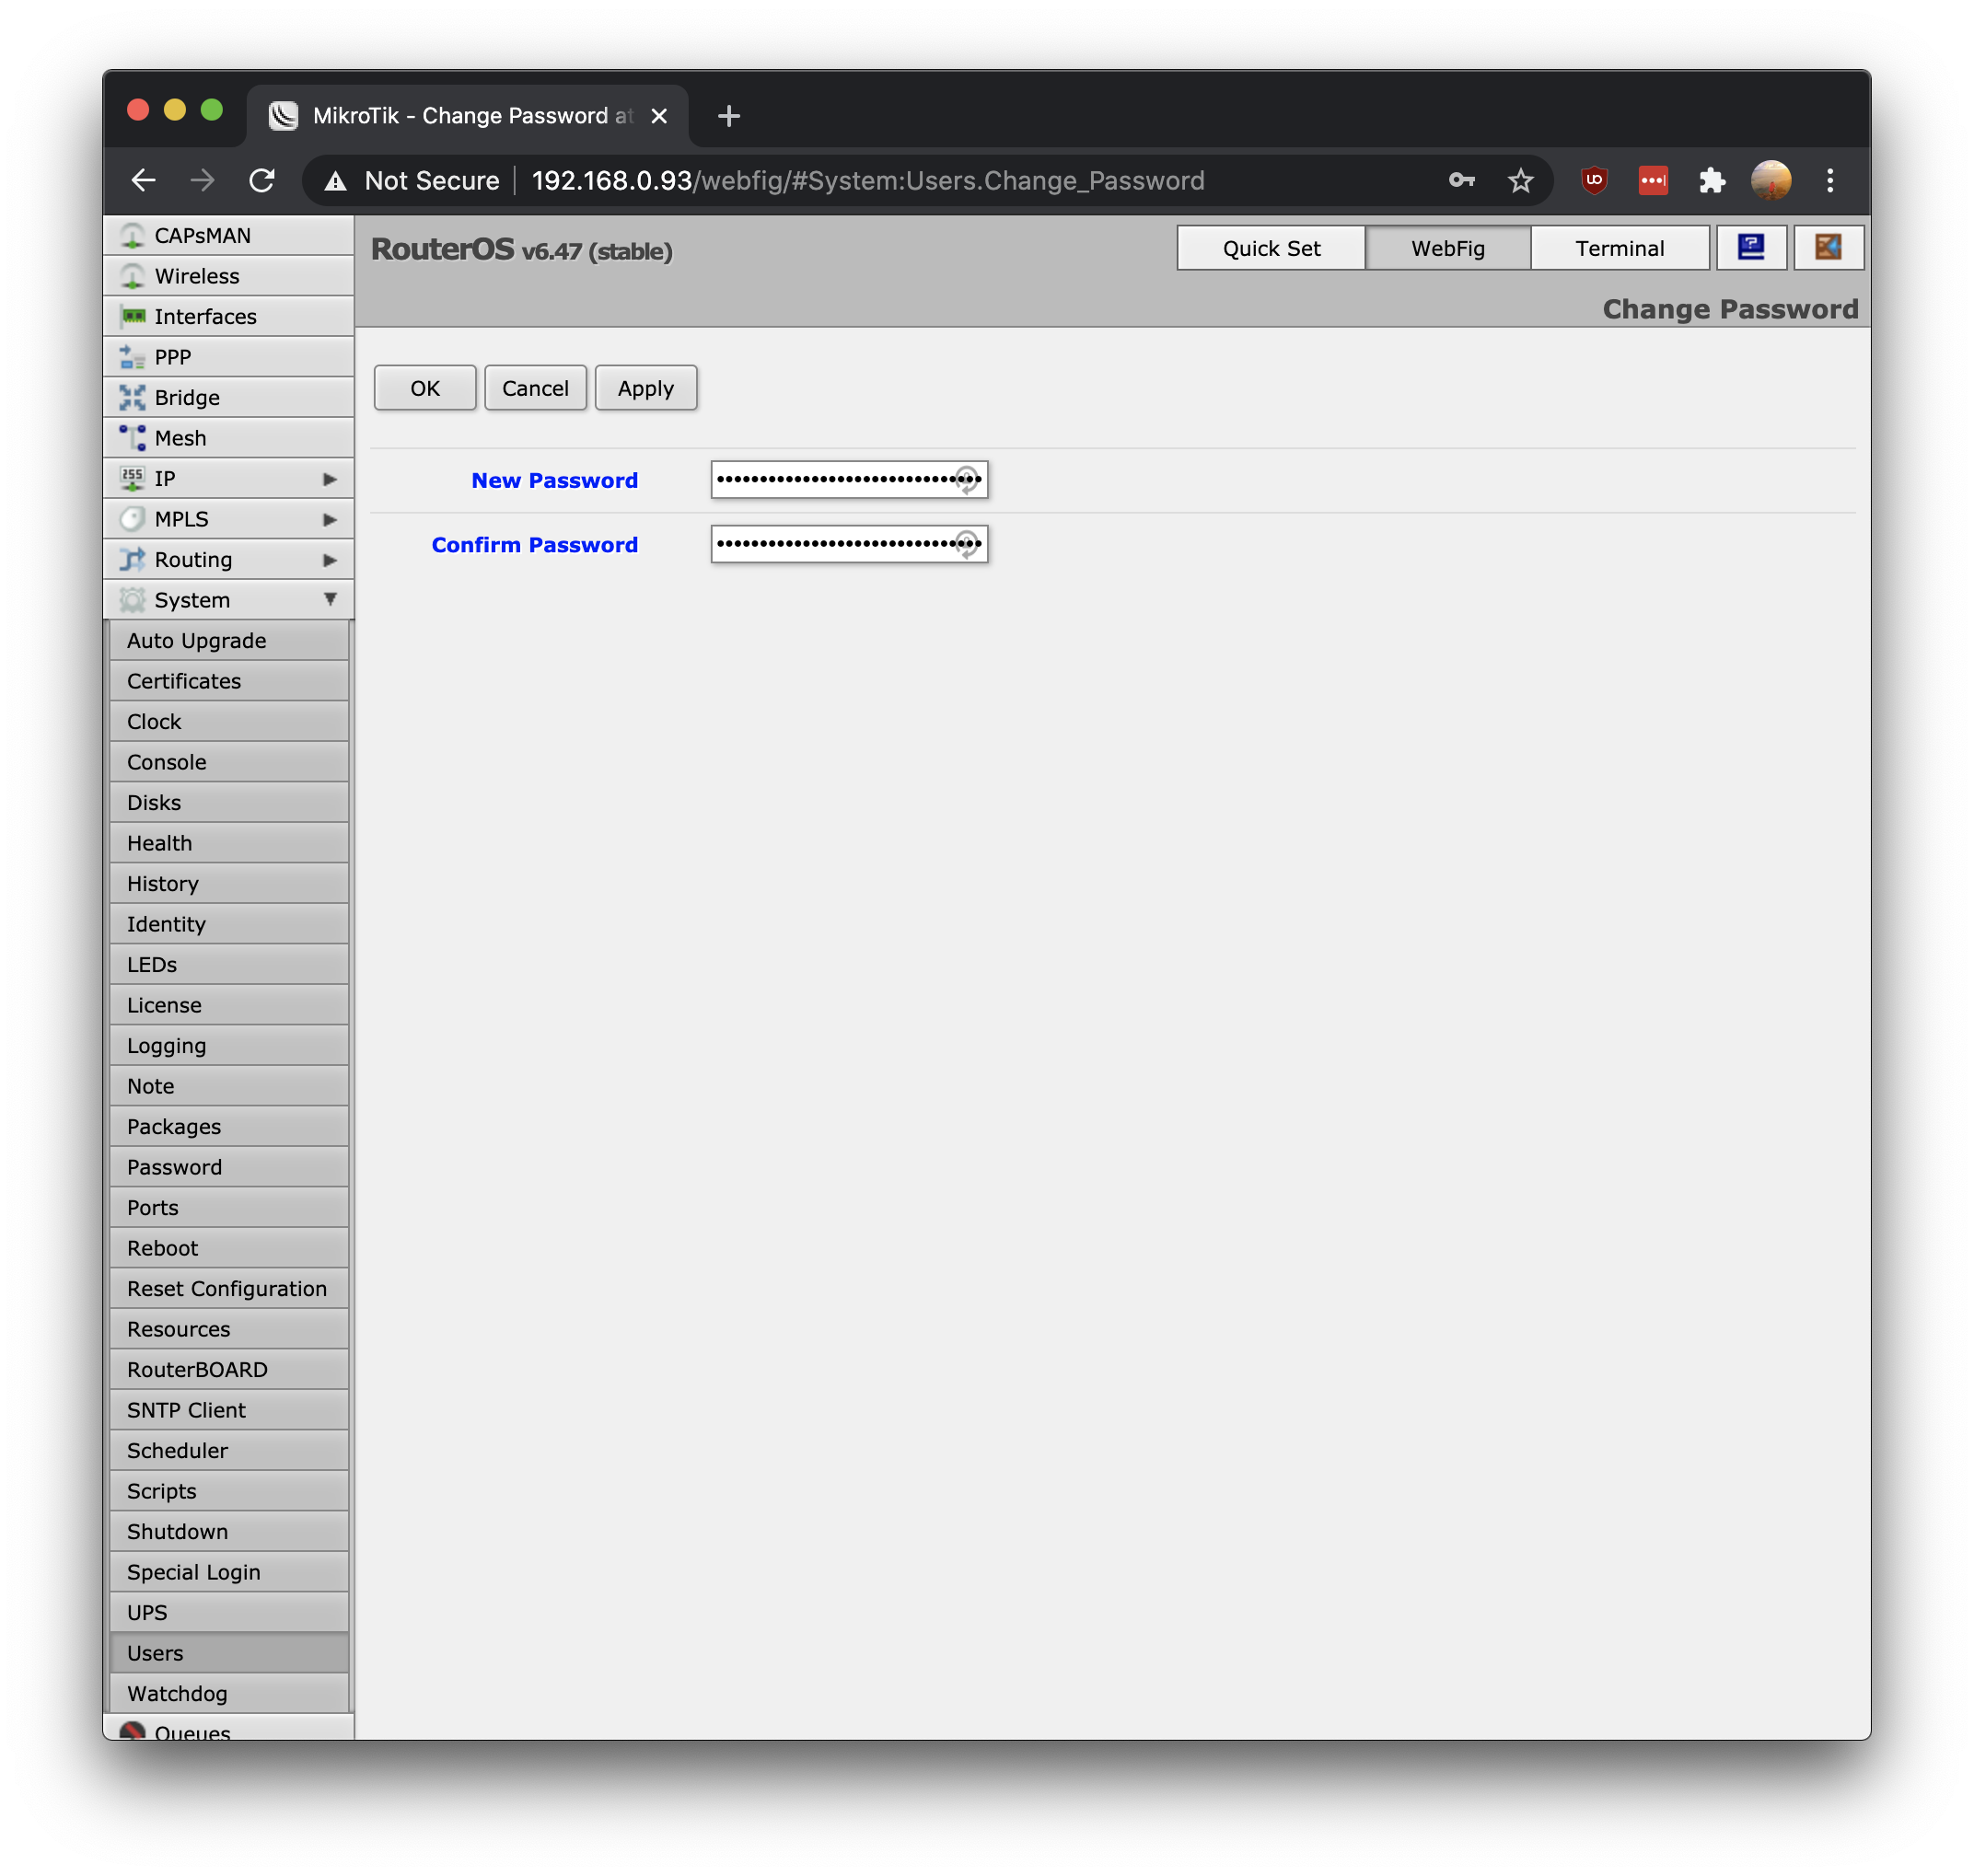 MikroTik - Change Password at
Not Secure 192.168.0.93/webfig/#System:Users.Change_Password
CAPsMAN
Wireless
Interfaces
PPP
Bridge
Mesh
IP
MPLS
Routing
System
Auto Upgrade
Certificates
Clock
Console
Disks
Health
History
Identity
LEDs
License
Logging
Note
Packages
Password
Ports
Reboot
Reset Configuration
Resources
RouterBOARD
SNTP Client
Scheduler
Scripts
Shutdown
Special Login
UPS
Users
Watchdog
Queues
RouterOS v6.47 (stable)
Quick Set WebFig Terminal
Change Password
OK Cancel Apply
New Password
Confirm Password